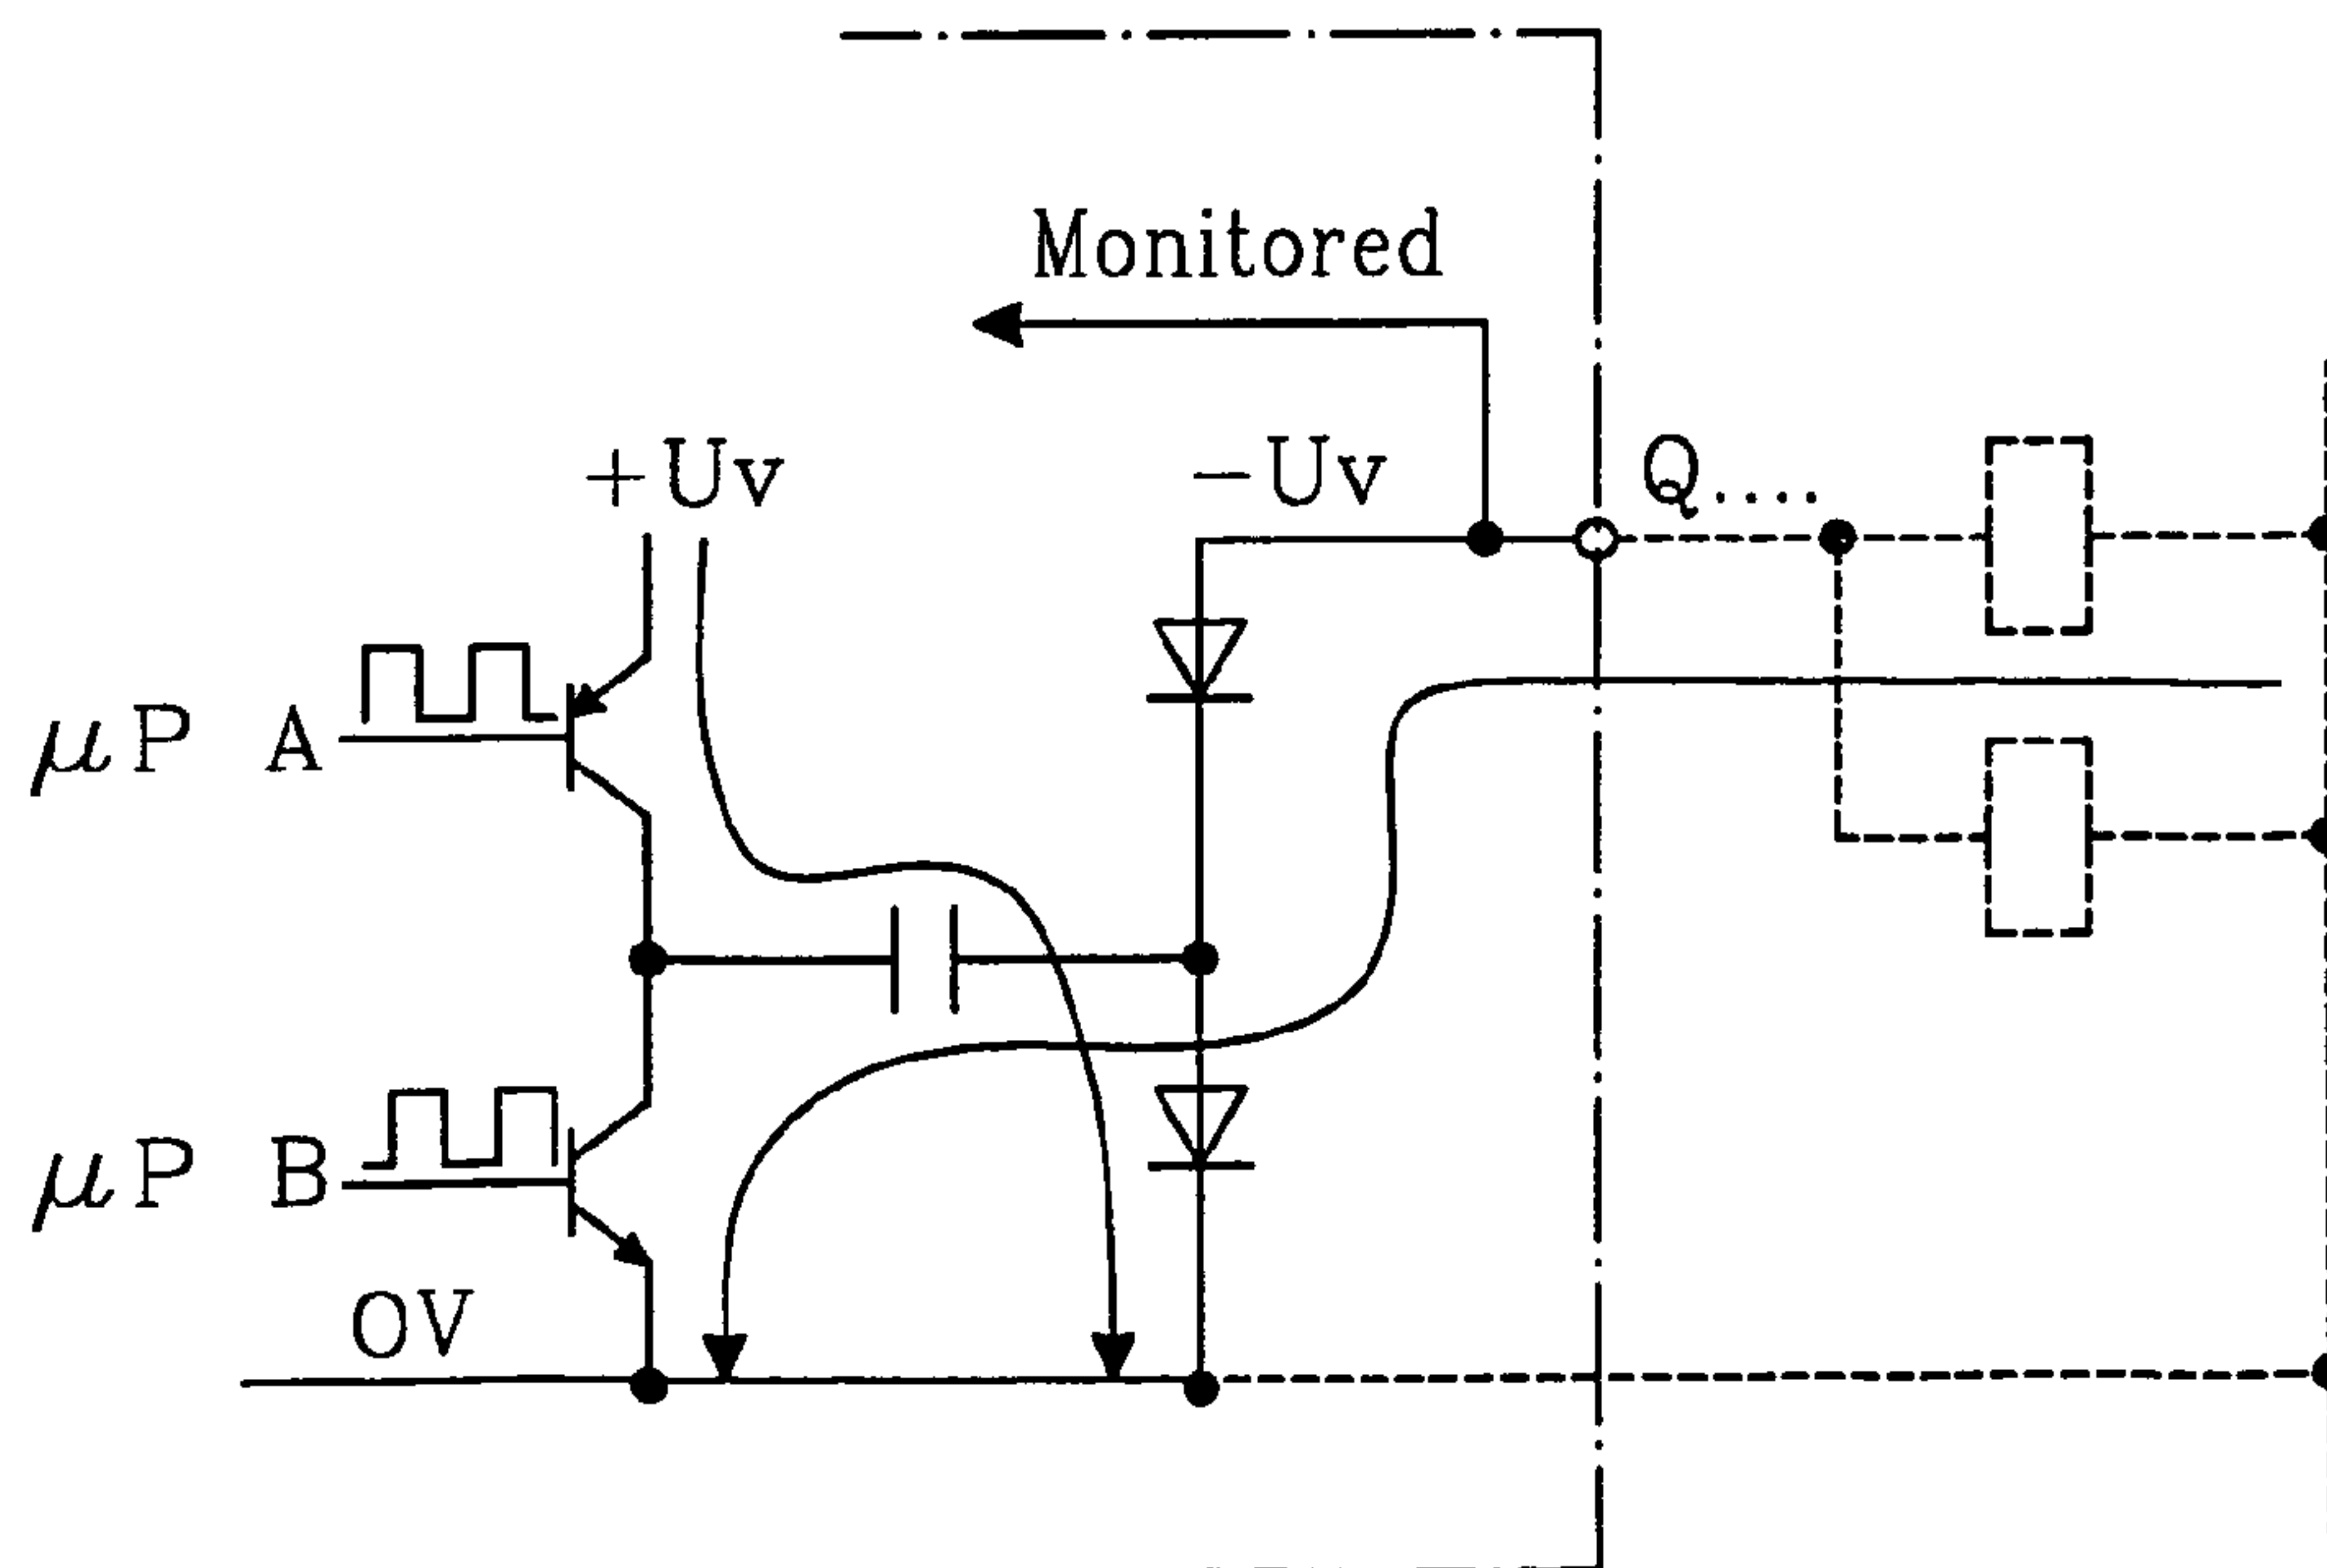 Monitored
+Uv
-Uv
Q....
μP A
μP B
0V